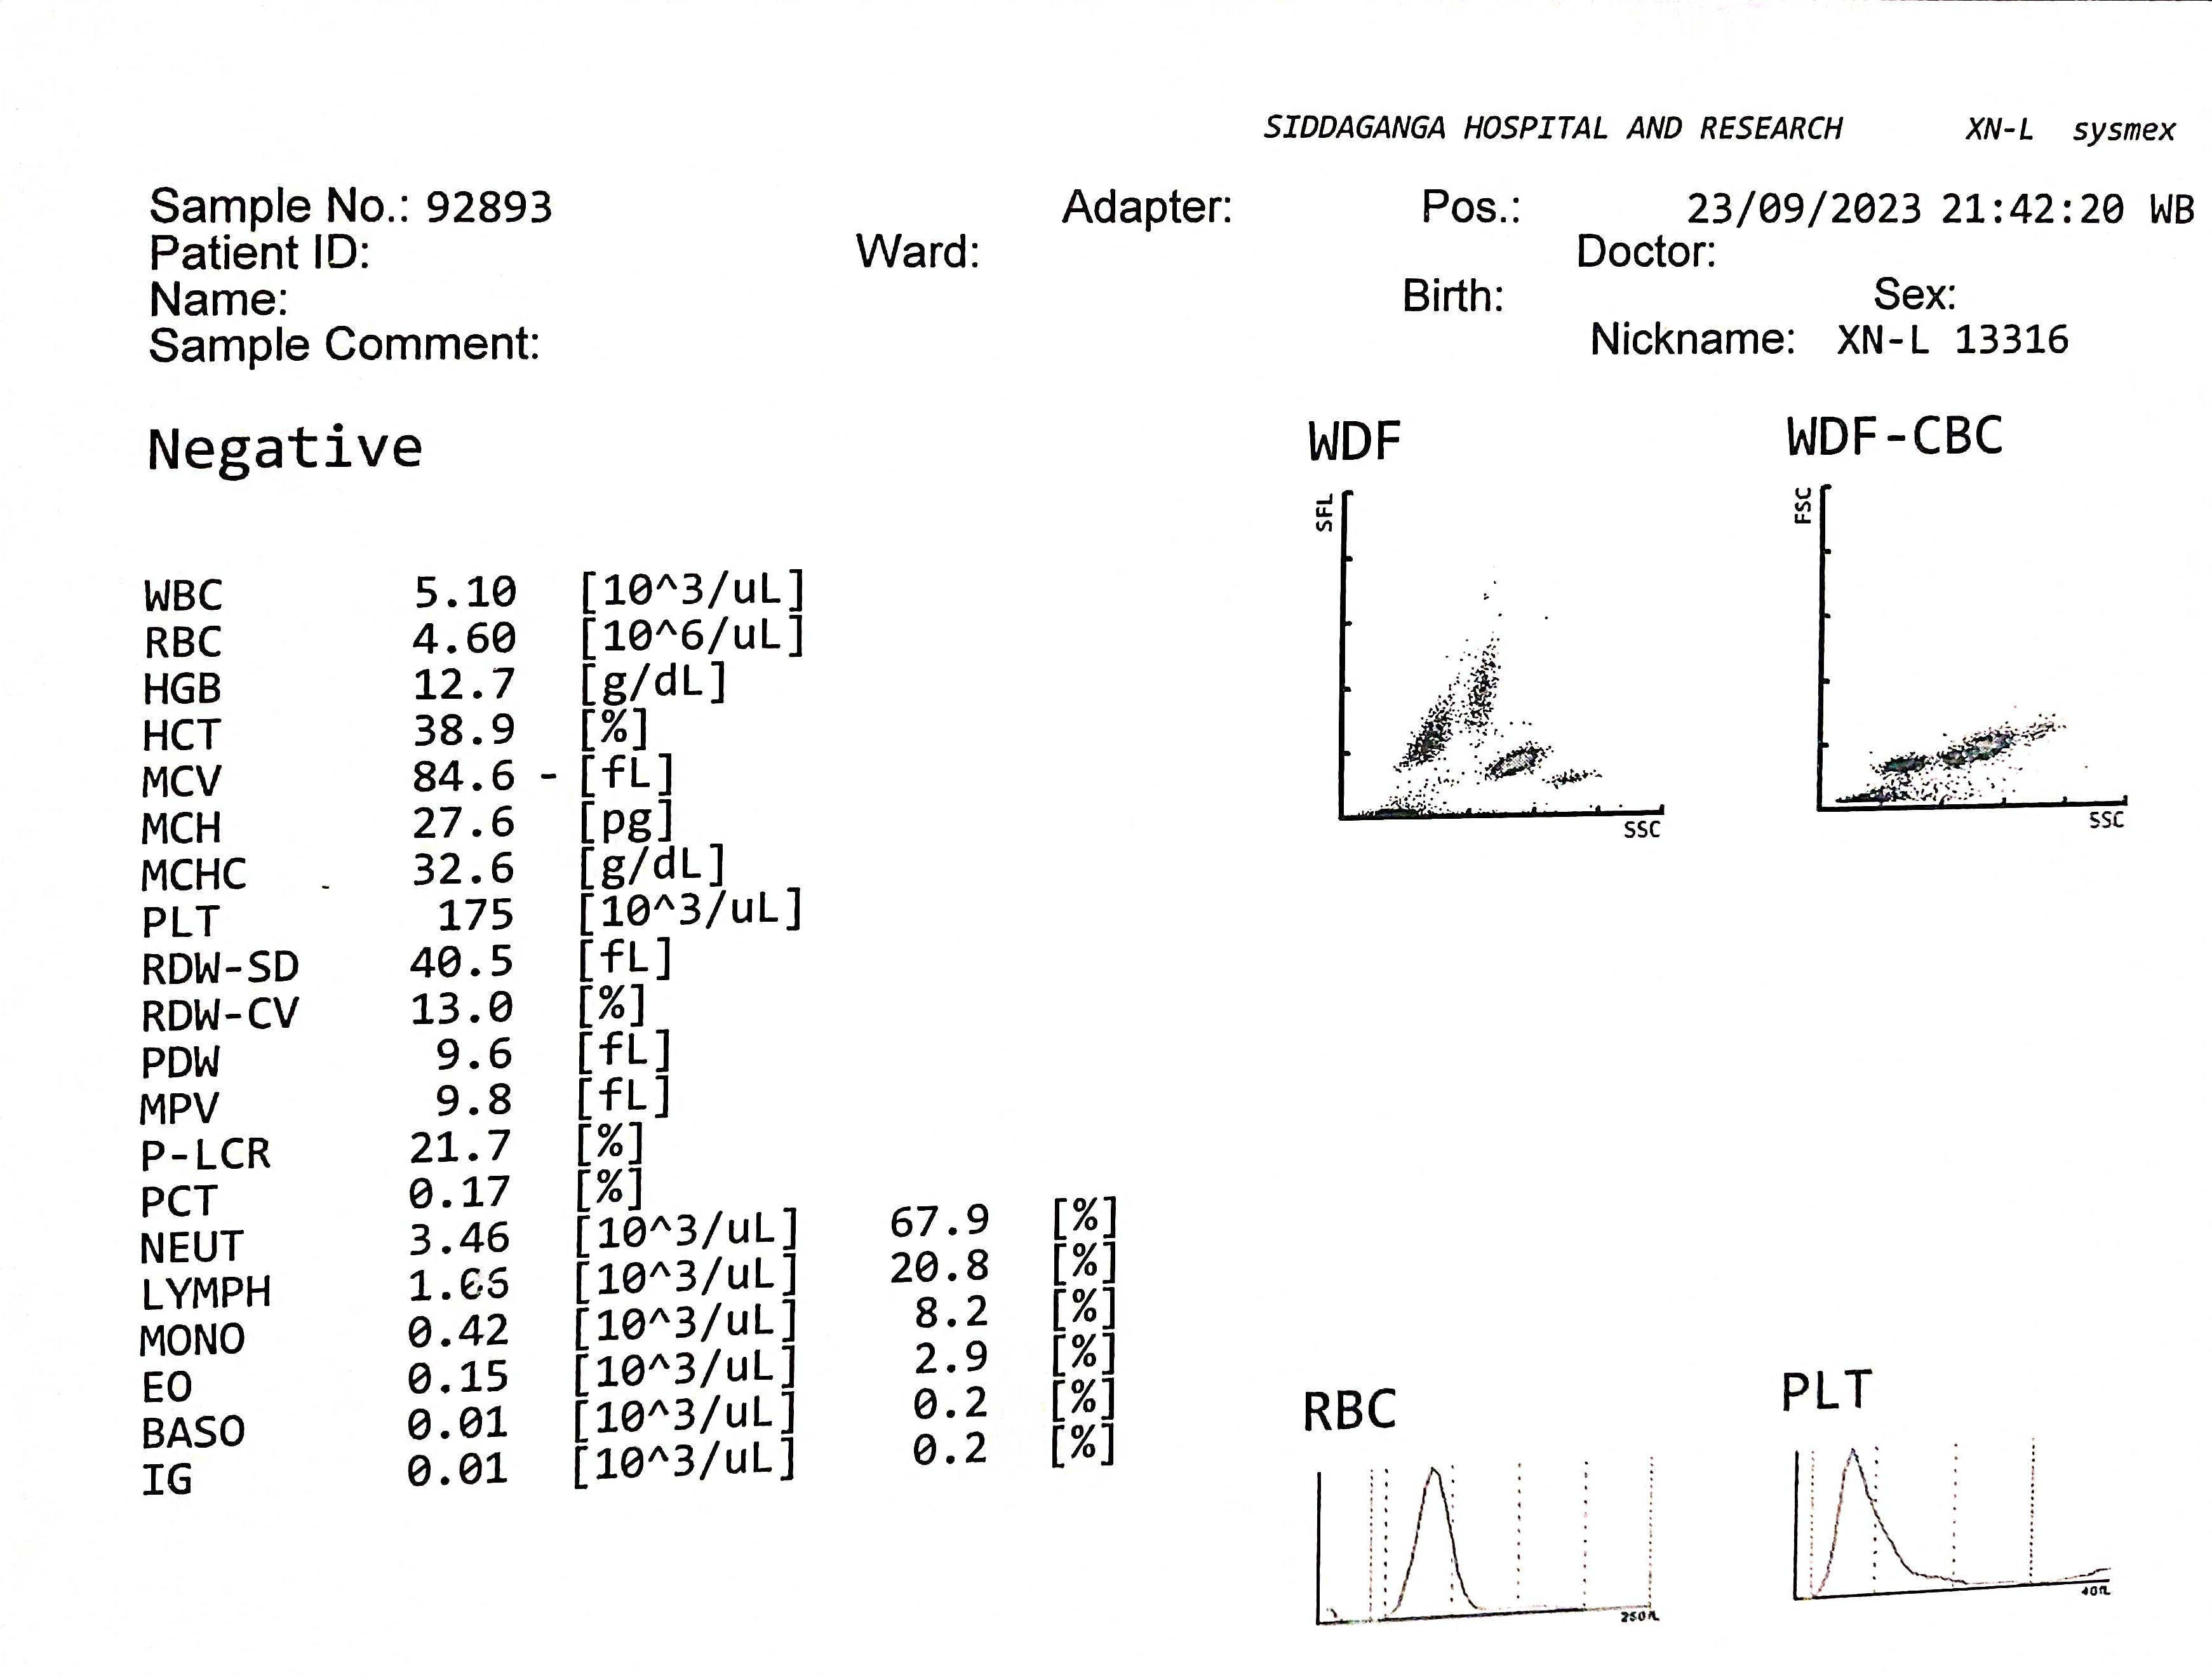 SIDDAGANGA HOSPITAL AND RESEARCH XN-L sysmex
Sample No.: 92893 Adapter: Pos.: 23/09/2023 21:42:20 WB
Patient ID: Ward: Doctor:
Name: Birth: Sex:
Sample Comment: Nickname: XN-L 13316
Negative
WDF WDF-CBC
SFL FSC
SSC SSC
WBC 5.10 [10^3/uL]
RBC 4.60 [10^6/uL]
HGB 12.7 [g/dL]
HCT 38.9 [%]
MCV 84.6 - [fL]
MCH 27.6 [pg]
MCHC 32.6 [g/dL]
PLT 175 [10^3/uL]
RDW-SD 40.5 [fL]
RDW-CV 13.0 [%]
PDW 9.6 [fL]
MPV 9.8 [fL]
P-LCR 21.7 [%]
PCT 0.17 [%]
NEUT 3.46 [10^3/uL] 67.9 [%]
LYMPH [10^3/uL] 20.8 [%]
MONO 0.42 [10^3/uL] 8.2 [%]
EO 0.15 [10^3/uL] 2.9 [%]
BASO 0.01 [10^3/uL] 0.2 [%]
IG 0.01 [10^3/uL] 0.2 [%]
RBC PLT
250fL 40fL